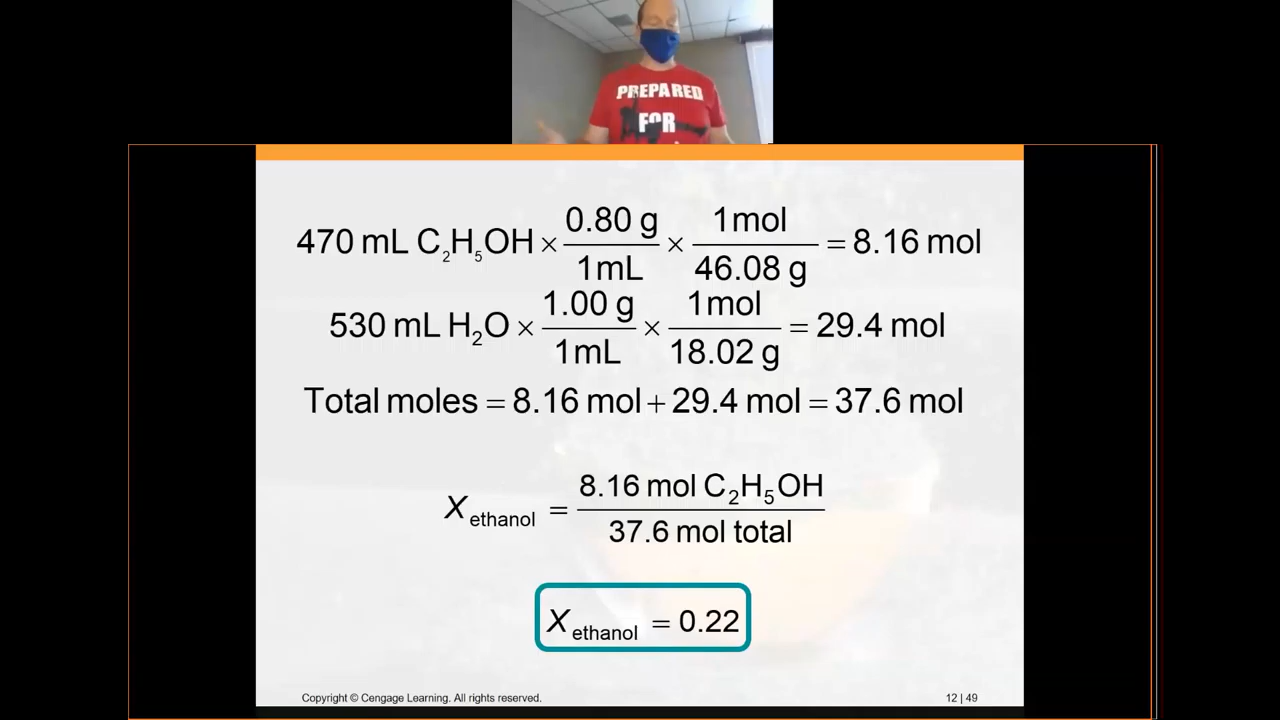 PREPARED
FOR
470 mL C₂H₅OH × 0.80 g / 1 mL × 1 mol / 46.08 g = 8.16 mol
530 mL H₂O × 1.00 g / 1 mL × 1 mol / 18.02 g = 29.4 mol
Total moles = 8.16 mol + 29.4 mol = 37.6 mol
X ethanol = 8.16 mol C₂H₅OH / 37.6 mol total
X ethanol = 0.22
Copyright © Cengage Learning. All rights reserved. 12 | 49